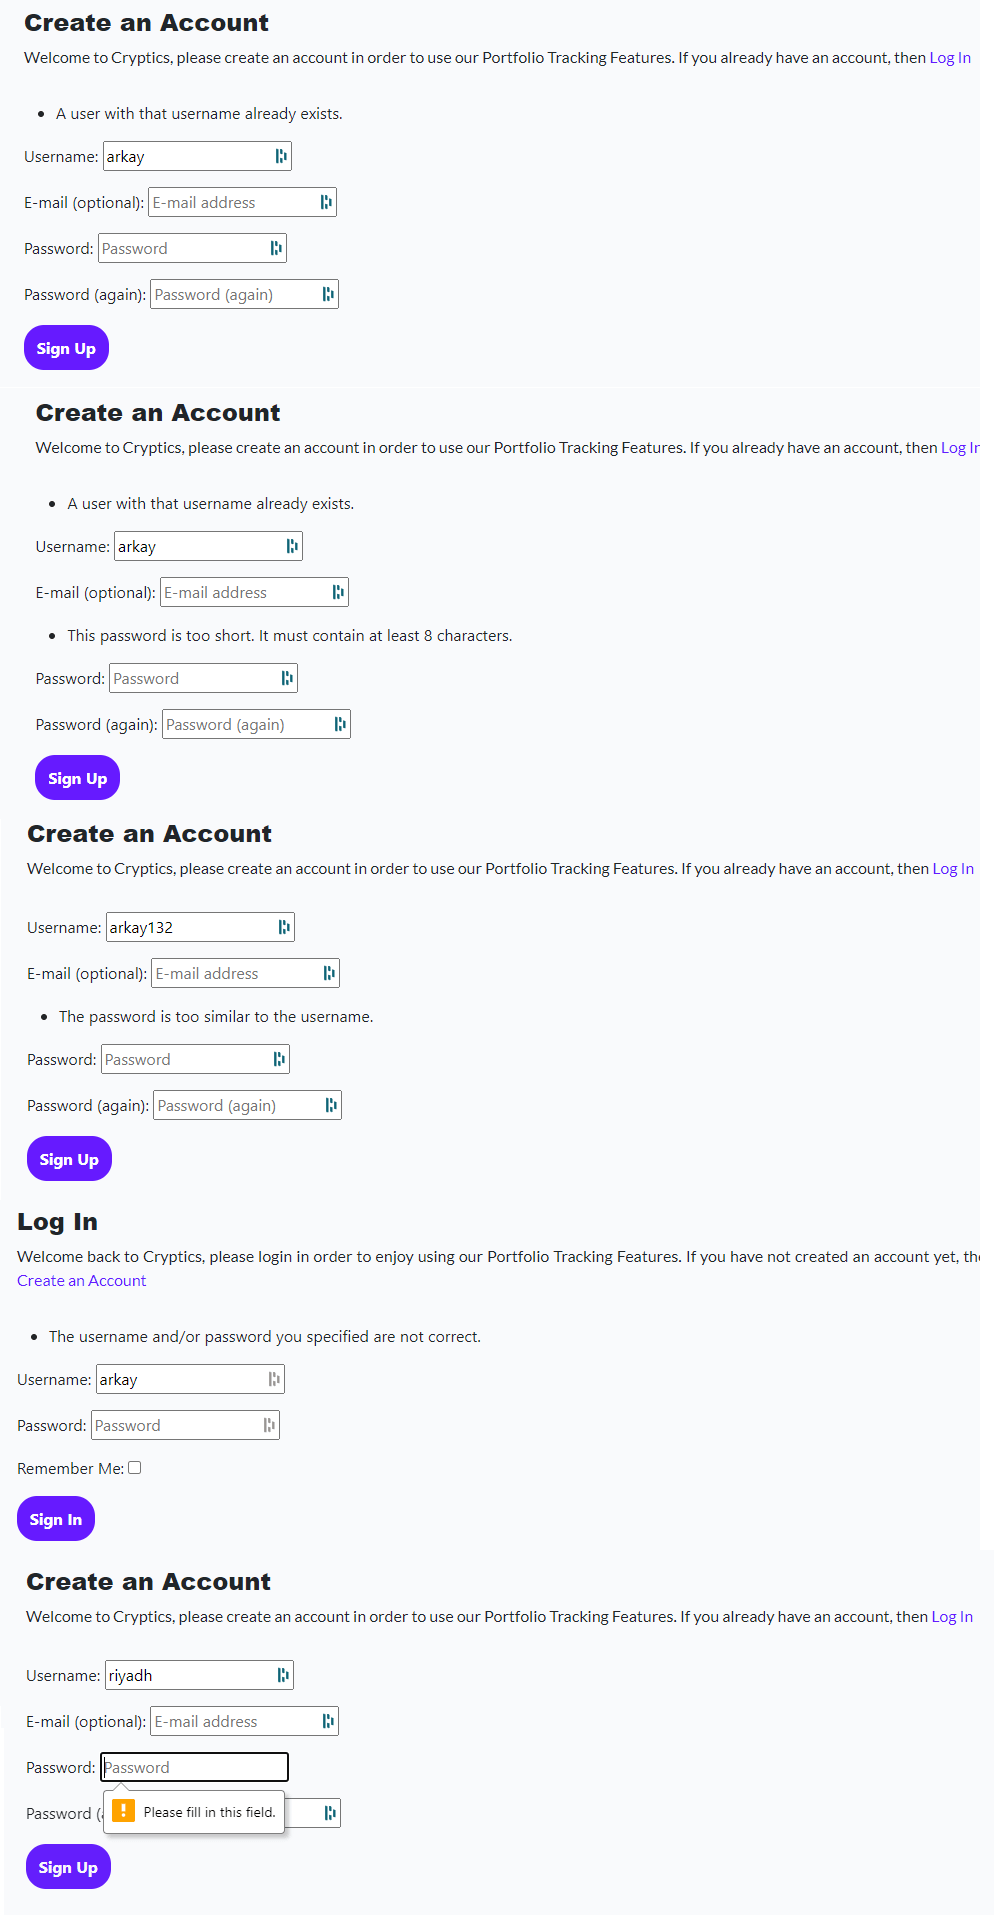 Create an Account
Welcome to Cryptics, please create an account in order to use our Portfolio Tracking Features. If you already have an account, then Log In
• A user with that username already exists.
Username: arkay
E-mail (optional): E-mail address
Password: Password
Password (again): Password (again)
Sign Up
Create an Account
Welcome to Cryptics, please create an account in order to use our Portfolio Tracking Features. If you already have an account, then Log
• A user with that username already exists.
Username: arkay
E-mail (optional): E-mail address
• This password is too short. It must contain at least 8 characters.
Password: Password
Password (again): Password (again)
Sign Up
Create an Account
Welcome to Cryptics, please create an account in order to use our Portfolio Tracking Features. If you already have an account, then Log In
Username: arkay132
E-mail (optional): E-mail address
• The password is too similar to the username.
Password: Password
Password (again): Password (again)
Sign Up
Log In
Welcome back to Cryptics, please login in order to enjoy using our Portfolio Tracking Features. If you have not created an account yet,
Create an Account
• The username and/or password you specified are not correct.
Username: arkay
Password: Password
Remember Me:
Sign In
Create an Account
Welcome to Cryptics, please create an account in order to use our Portfolio Tracking Features. If you already have an account, then Log In
Username: riyadh
E-mail (optional): E-mail address
Password: Password
Please fill in this field.
Password
Sign Up